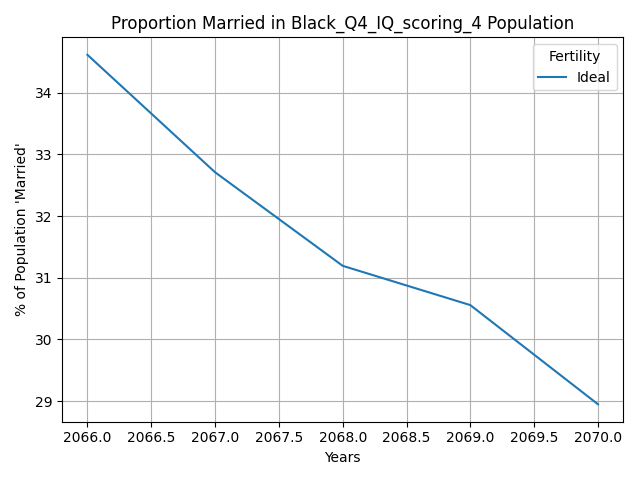 Proportion Married in Black_Q4_IQ_scoring_4 Population
Fertility
Ideal
% of Population 'Married'
34
33
32
31
30
29
2066.0 2066.5 2067.0 2067.5 2068.0 2068.5 2069.0 2069.5 2070.0
Years